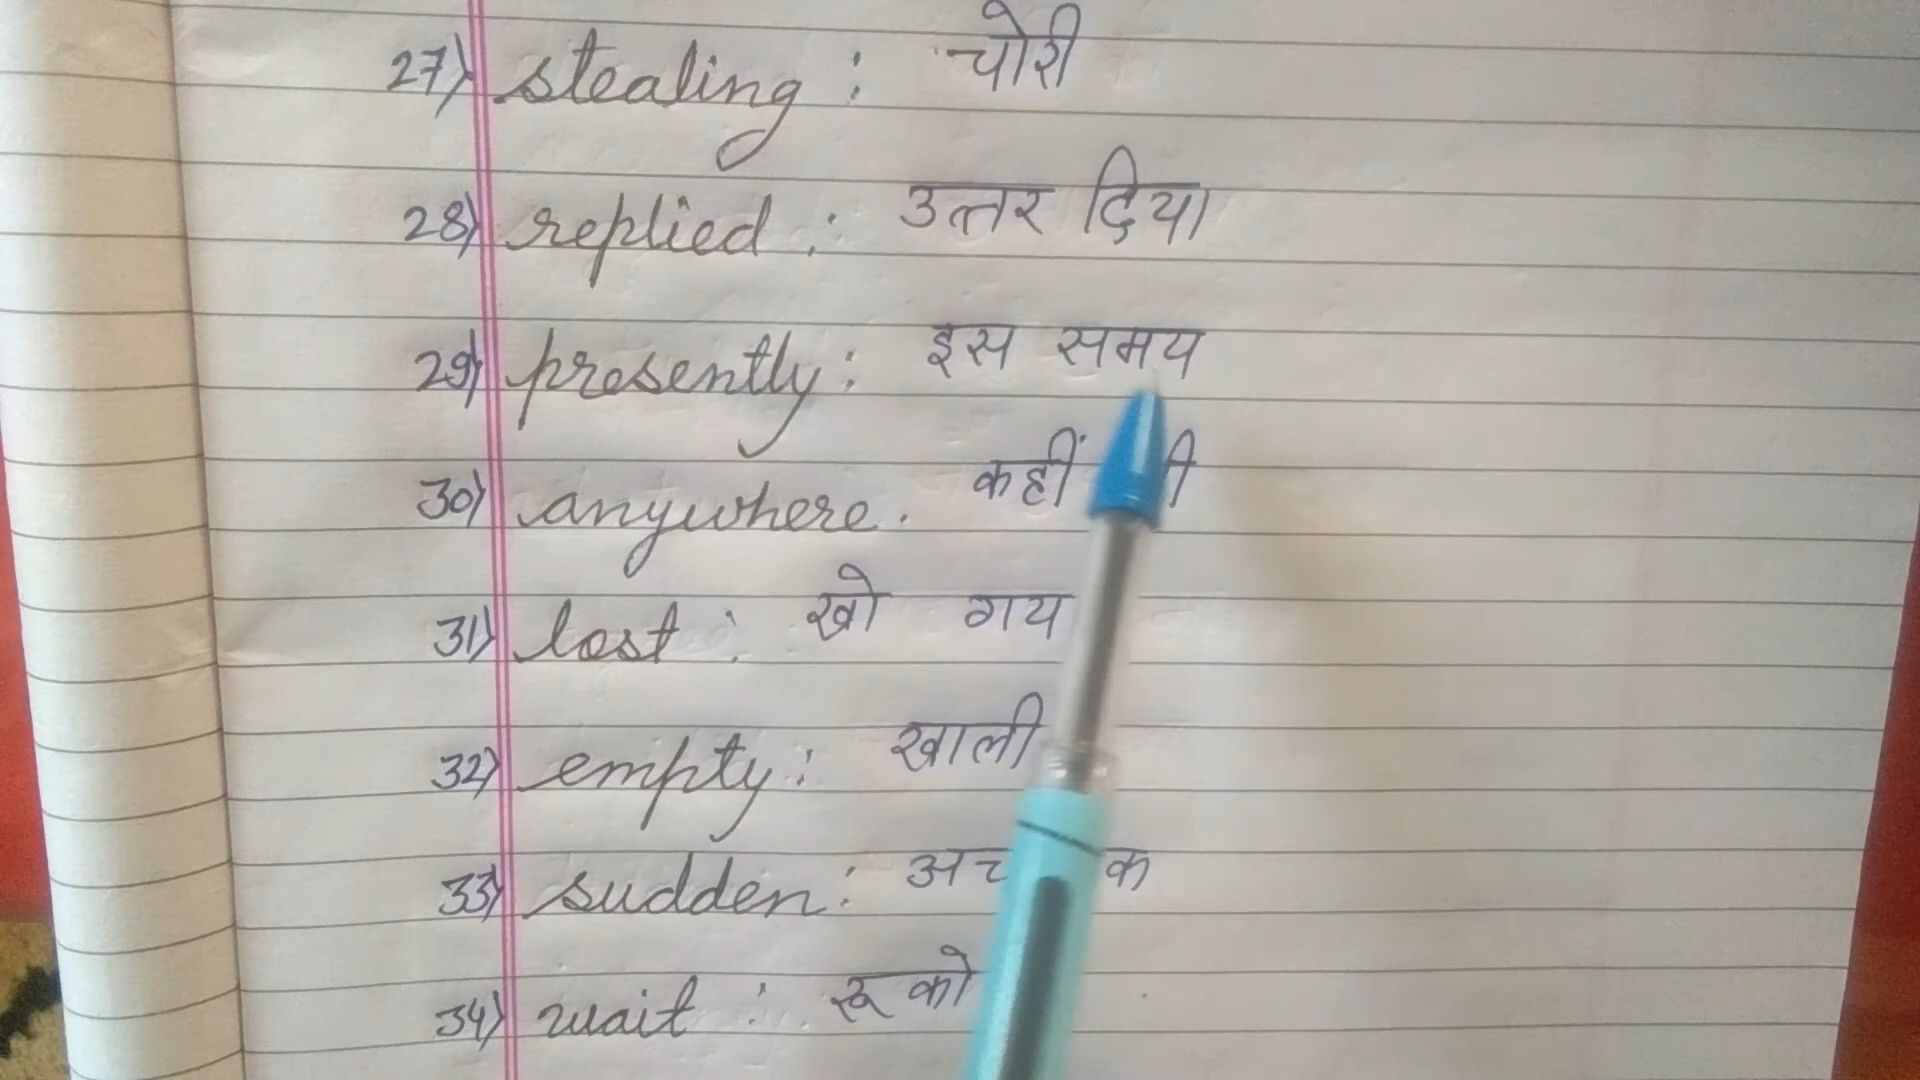 27) stealing : चोरी
28) replied : उत्तर दिया
29) presently : इस समय
30) anywhere . कहीं
31) lost : खो गय
32) empty : खाली
33) sudden :
34) wait : रूको